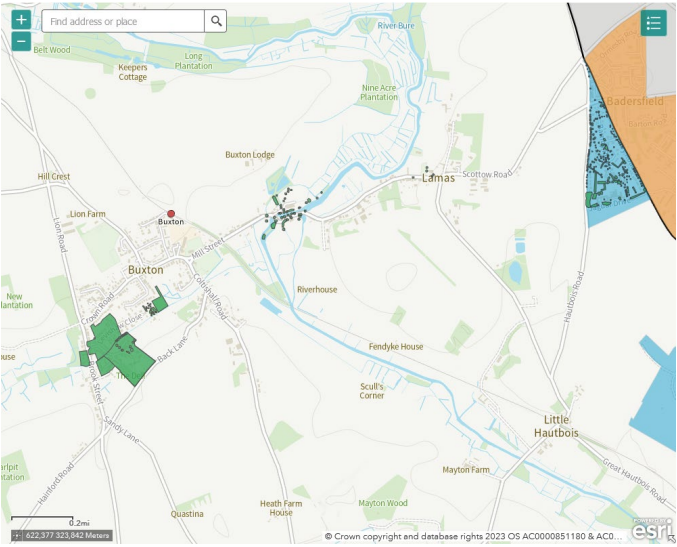 +
−
Find address or place
Belt Wood
Keepers
Cottage
Long
Plantation
River Bure
Nine Acre
Plantation
Badersfield
Buxton Lodge
Hill Crest
Lamas
Scottow Road
Lion Farm
Lion Road
Buxton
Mill Street
Buxton
Coltishall Road
Hautbois Road
New
Riverhouse
Crown Road
Close
Back Lane
Fendyke House
Brook Street
Scull's
Corner
Sandy Lane
Little
Hautbois
Great Hautbois Road
Hainford Road
Mayton Farm
Heath Farm
House
Mayton Wood
Quastina
0.2mi
622,377 323,842 Meters
© Crown copyright and database rights 2023 OS AC0000851180 & AC0...
POWERED BY
esri